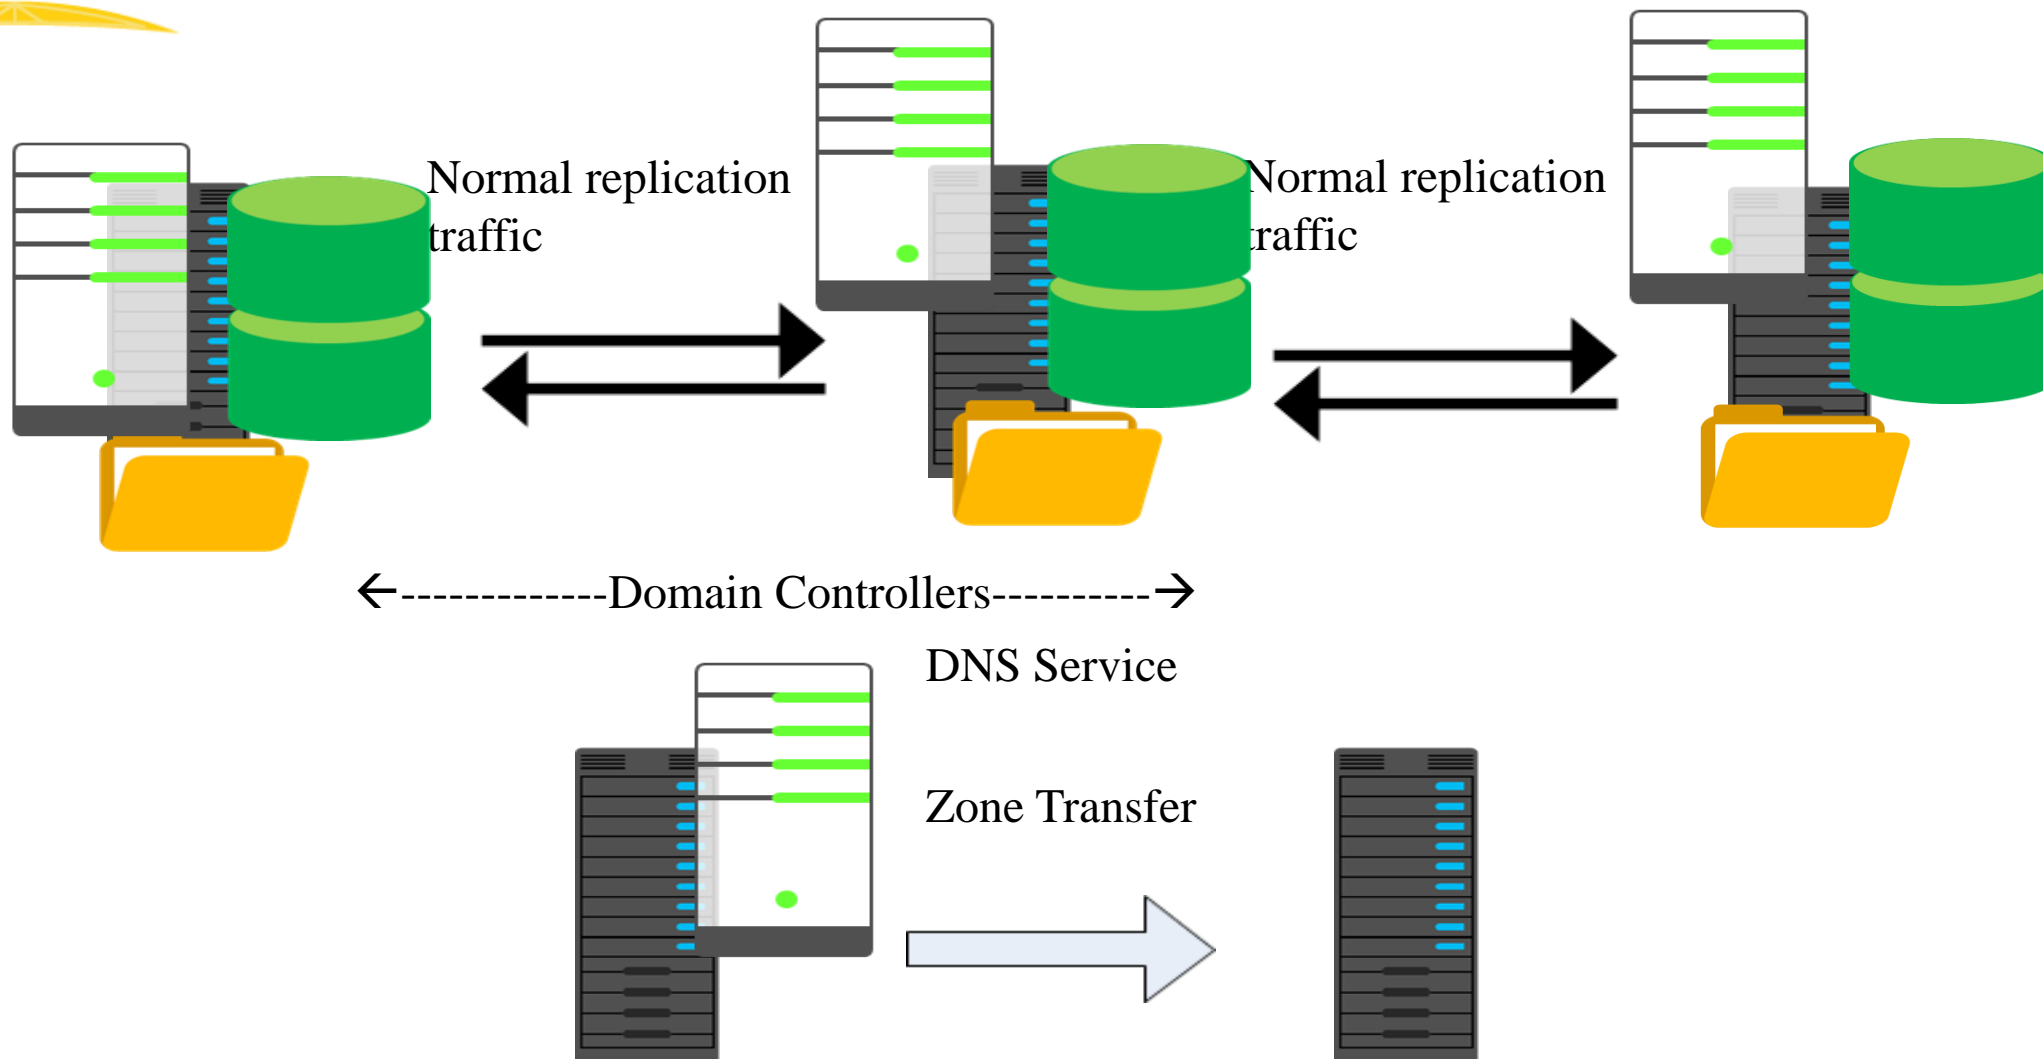 Normal replication
traffic
Normal replication
traffic
←-------------Domain Controllers----------→
DNS Service
Zone Transfer